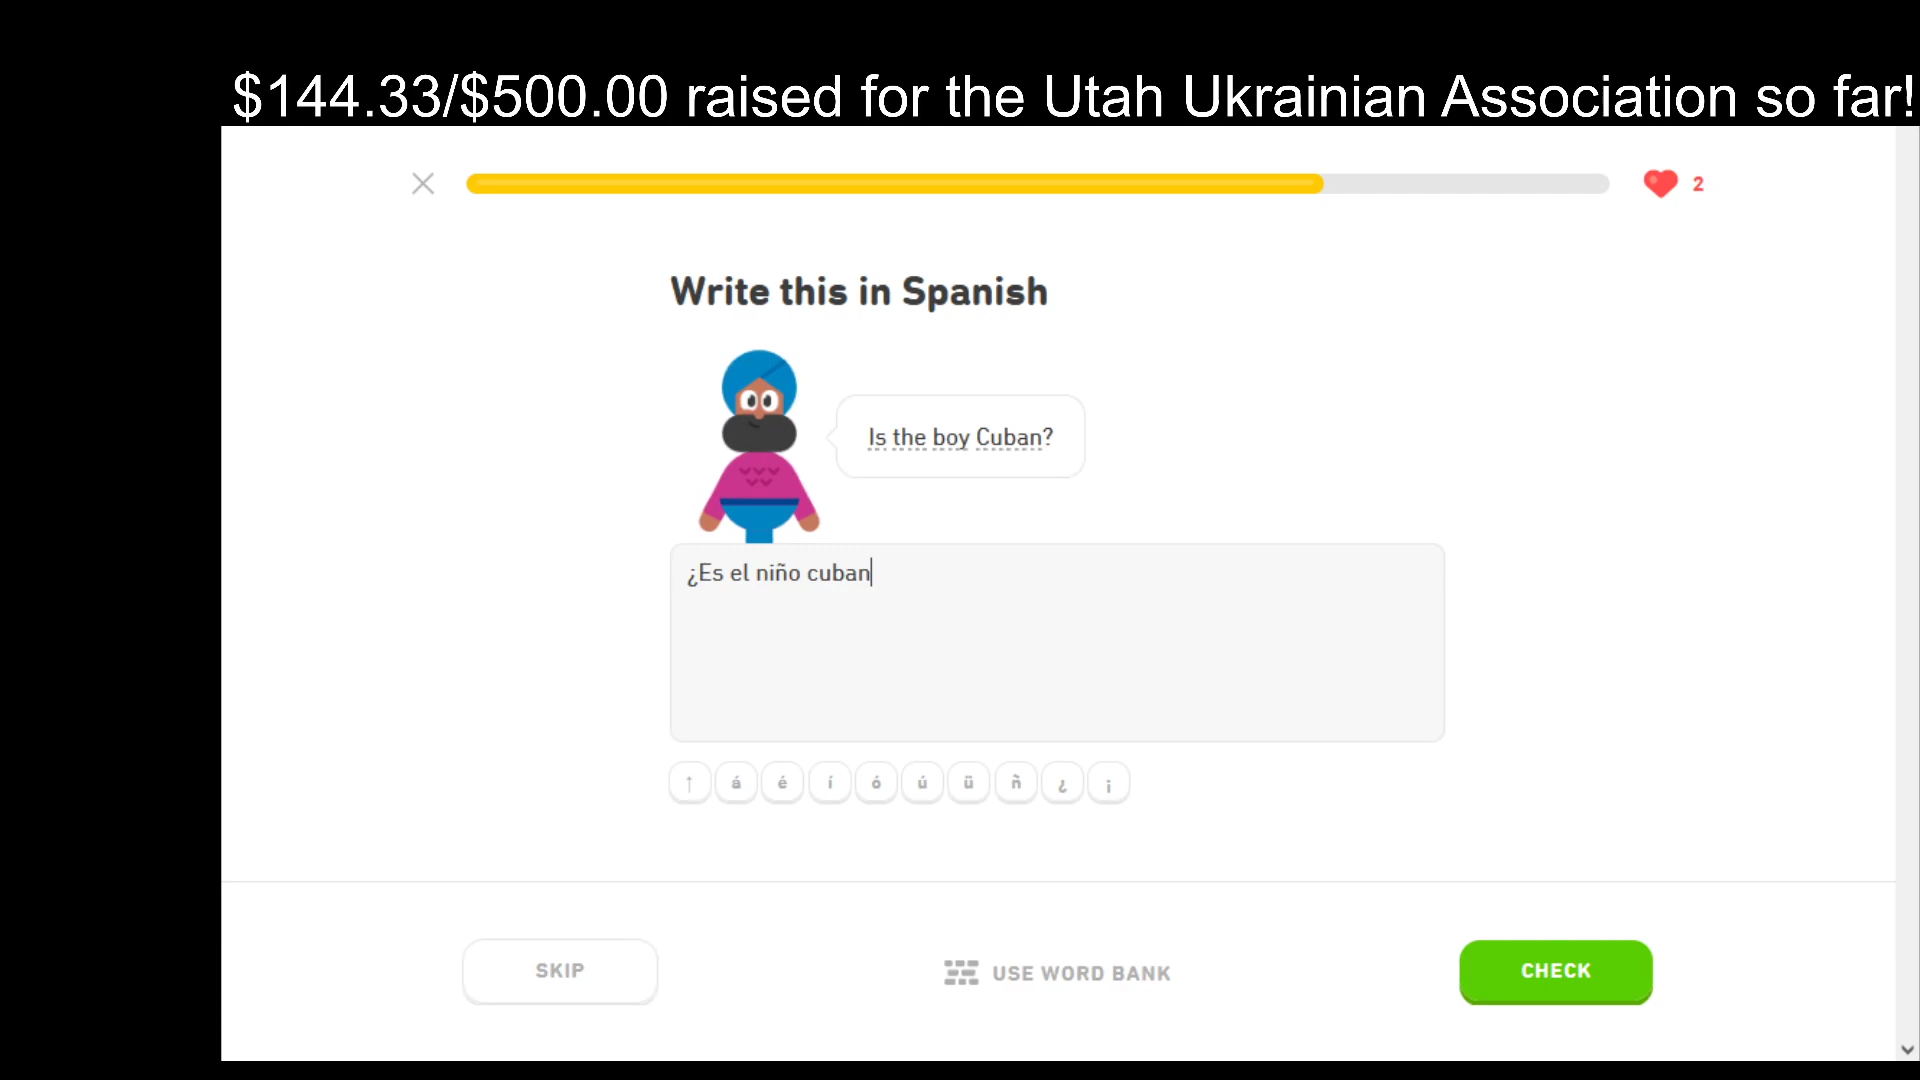 $144.33/$500.00 raised for the Utah Ukrainian Association so far!
2
Write this in Spanish
Is the boy Cuban?
¿Es el niño cuban
↑ á é í ó ú ü ñ ¿ ¡
SKIP
USE WORD BANK
CHECK